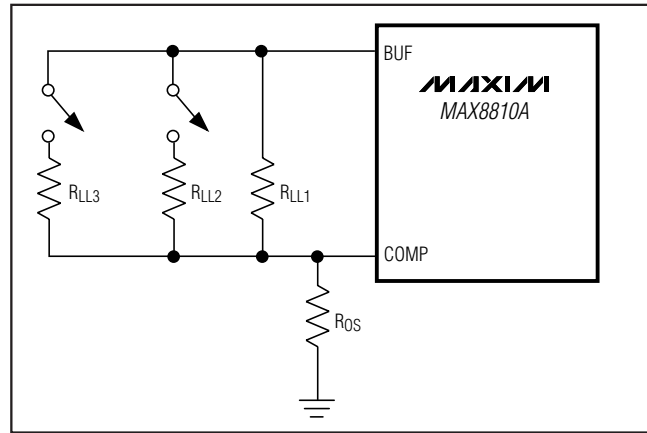 BUF
MAXIM
MAX8810A
RLL3
RLL2
RLL1
COMP
ROS